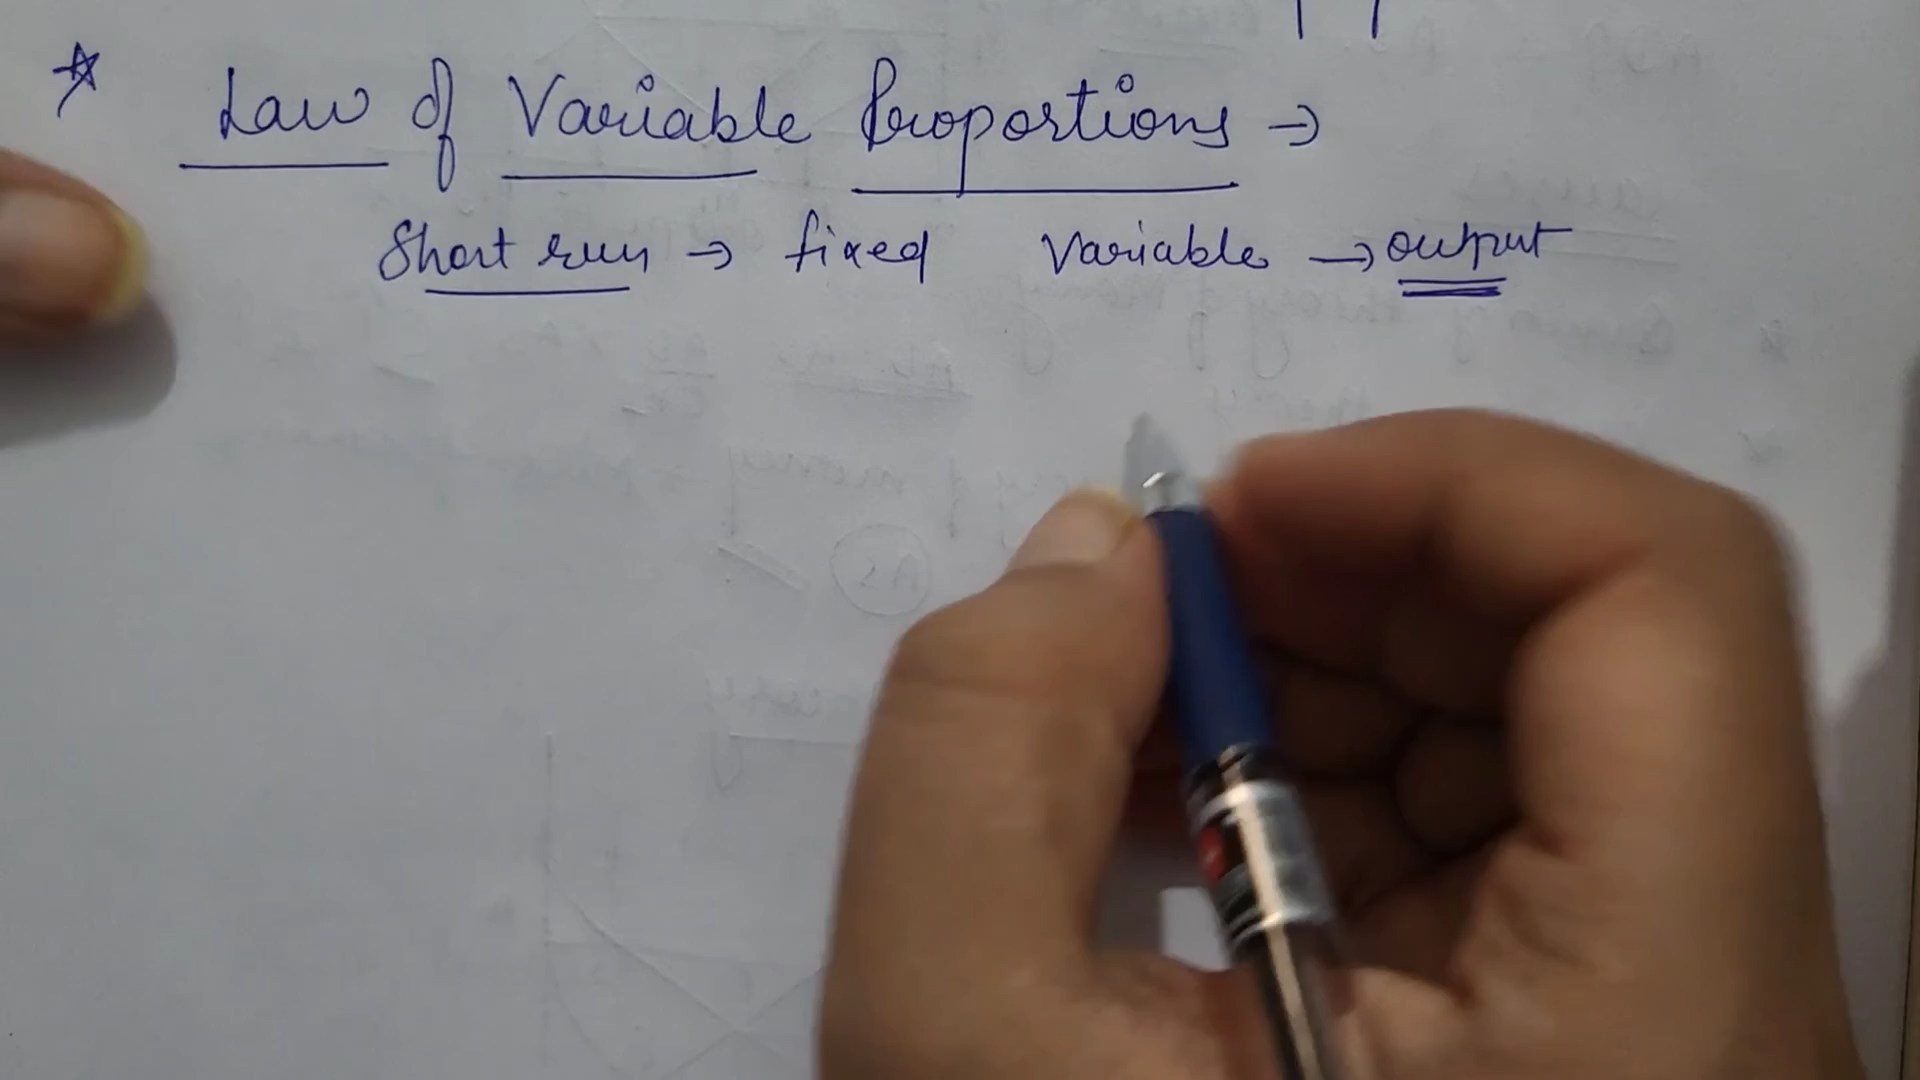 ☆ Law of Variable Proportions →
Short run → fixed Variable → output